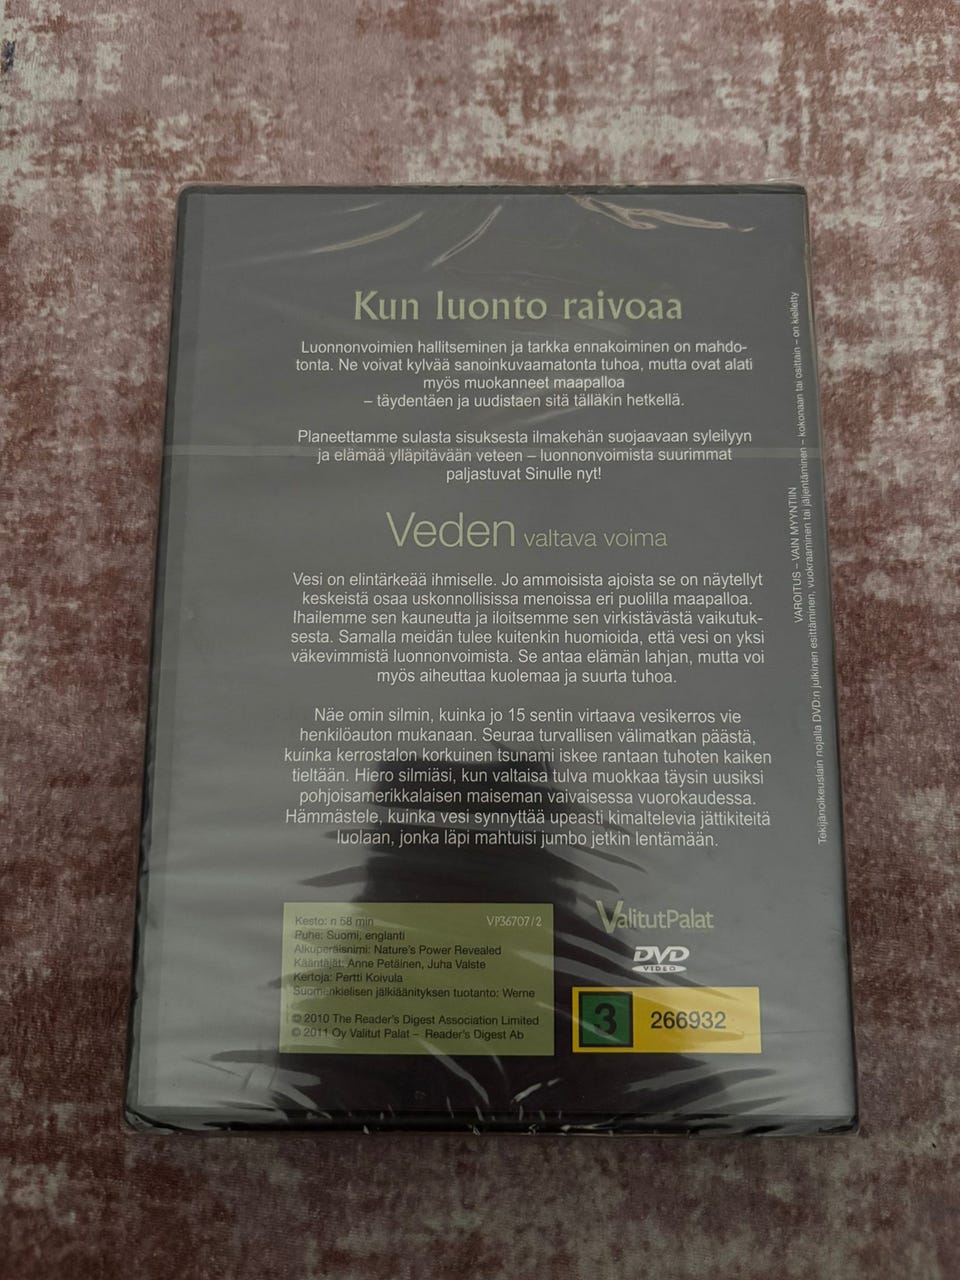 Kun luonto raivoaa
Luonnonvoimien hallitseminen ja tarkka ennakoiminen on mahdo-
tonta. Ne voivat kylvää sanoinkuvaamatonta tuhoa, mutta ovat alati
myös muokanneet maapalloa
– täydentäen ja uudistaen sitä tälläkin hetkellä.
Planeettamme sulasta sisuksesta ilmakehän suojaavaan syleilyyn
ja elämää ylläpitävään veteen – luonnonvoimista suurimmat
paljastuvat Sinulle nyt!
Veden valtava voima
Vesi on elintärkeää ihmiselle. Jo ammoisista ajoista se on näytellyt
keskeistä osaa uskonnollisissa menoissa eri puolilla maapalloa.
Ihailemme sen kauneutta ja iloitsemme sen virkistävästä vaikutuk-
sesta. Samalla meidän tulee kuitenkin huomioida, että vesi on yksi
väkevimmistä luonnonvoimista. Se antaa elämän lahjan, mutta voi
myös aiheuttaa kuolemaa ja suurta tuhoa.
Näe omin silmin, kuinka jo 15 sentin virtaava vesikerros vie
henkilöauton mukanaan. Seuraa turvallisen välimatkan päästä,
kuinka kerrostalon korkuinen tsunami iskee rantaan tuhoten kaiken
tieltään. Hiero silmiäsi, kun valtaisa tulva muokkaa täysin uusiksi
pohjoisamerikkalaisen maiseman vaivaisessa vuorokaudessa.
Hämmästele, kuinka vesi synnyttää upeasti kimaltelevia jättikiteitä
luolaan, jonka läpi mahtuisi jumbo jetkin lentämään.
Kesto: n 58 min VP36707/2
Puhe: Suomi, englanti
Alkuperäisnimi: Nature's Power Revealed
Kääntäjät: Anne Petäinen, Juha Valste
Kertoja: Pertti Koivula
Suomenkielisen jälkiäänityksen tuotanto: Werne
© 2010 The Reader's Digest Association Limited
© 2011 Oy Valitut Palat – Reader's Digest Ab
ValitutPalat
DVD
VIDEO
3 266932
VAROITUS – VAIN MYYNTIIN
Tekijänoikeuslain nojalla DVD:n julkinen esittäminen, vuokraaminen tai jäljentäminen – kokonaan tai osittain – on kielletty